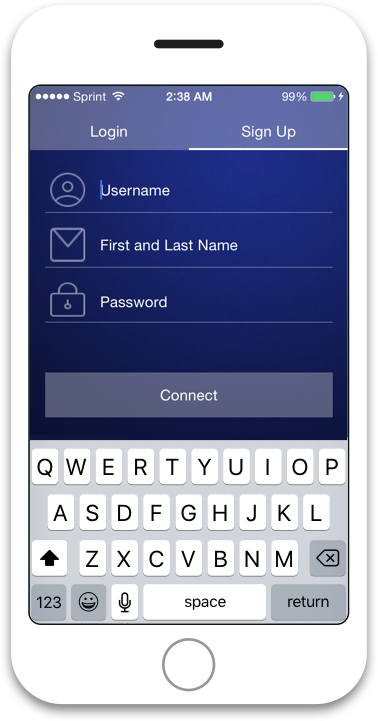 Sprint 2:38 AM 99%
Login Sign Up
Username
First and Last Name
Password
Connect
Q W E R T Y U I O P
A S D F G H J K L
Z X C V B N M
123 space return